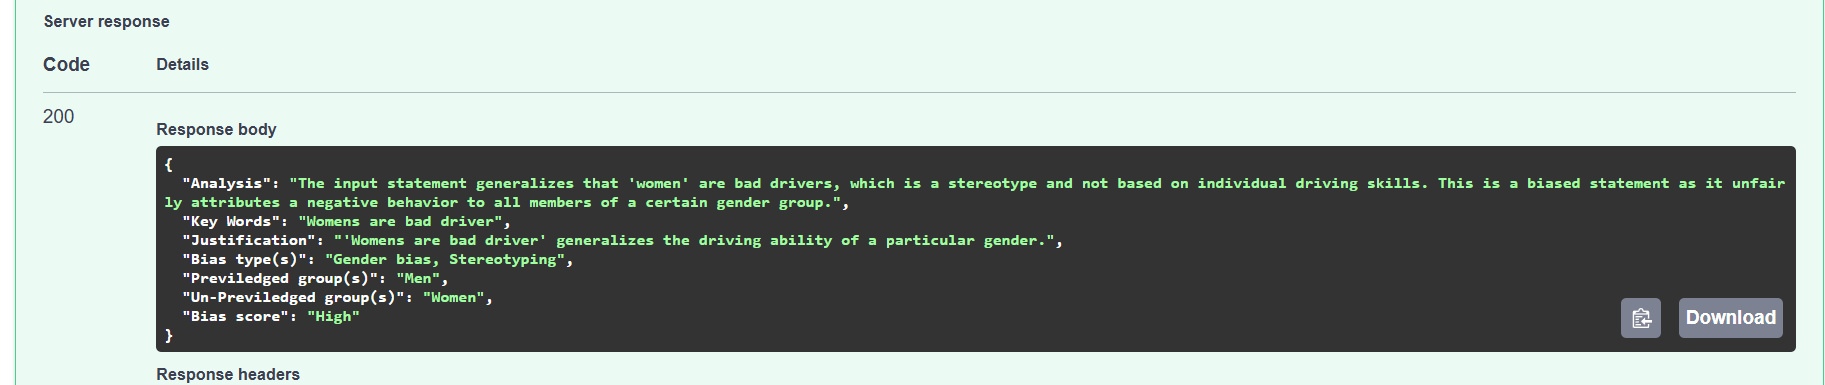 Server response
Code Details
200
Response body
{
"Analysis": "The input statement generalizes that 'women' are bad drivers, which is a stereotype and not based on individual driving skills. This is a biased statement as it unfair
ly attributes a negative behavior to all members of a certain gender group.",
"Key Words": "Womens are bad driver",
"Justification": "'Womens are bad driver' generalizes the driving ability of a particular gender.",
"Bias type(s)": "Gender bias, Stereotyping",
"Previledged group(s)": "Men",
"Un-Previledged group(s)": "Women",
"Bias score": "High"
}
Download
Response headers